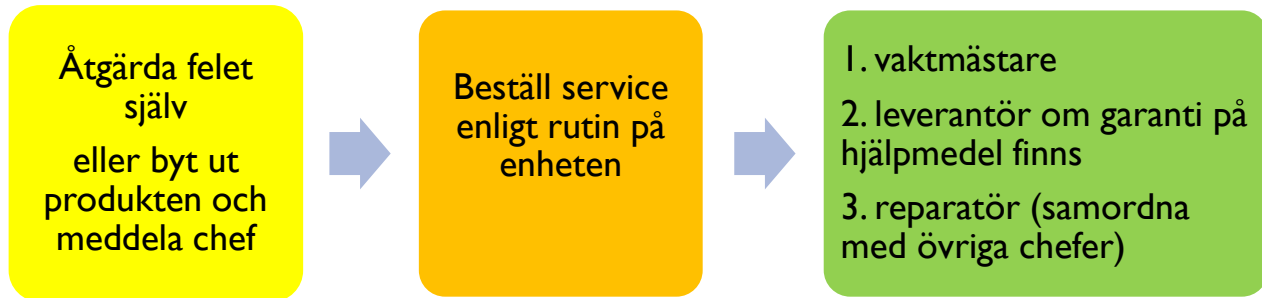 Åtgärda felet
själv
eller byt ut
produkten och
meddela chef
Beställ service
enligt rutin på
enheten
1. vaktmästare
2. leverantör om garanti på
hjälpmedel finns
3. reparatör (samordna
med övriga chefer)